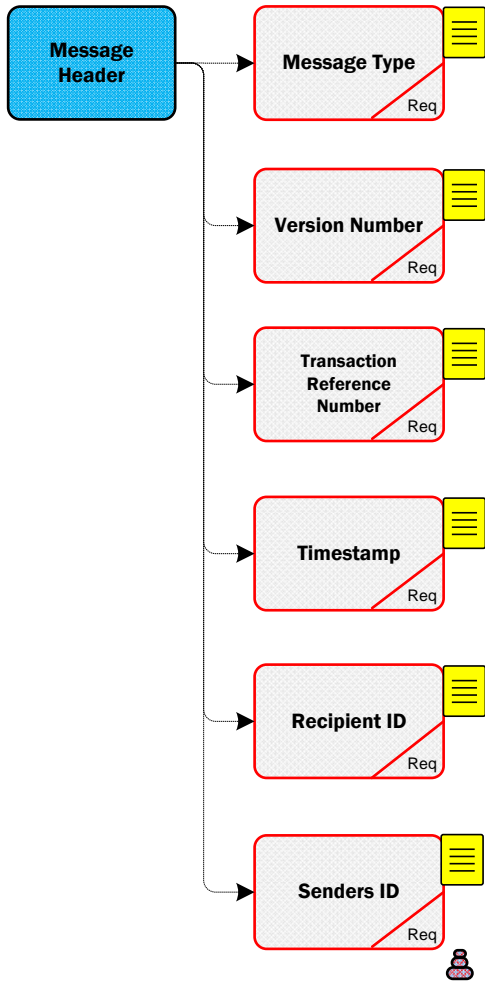 Message
Header
Message Type
Req
Version Number
Req
Transaction
Reference
Number
Req
Timestamp
Req
Recipient ID
Req
Senders ID
Req